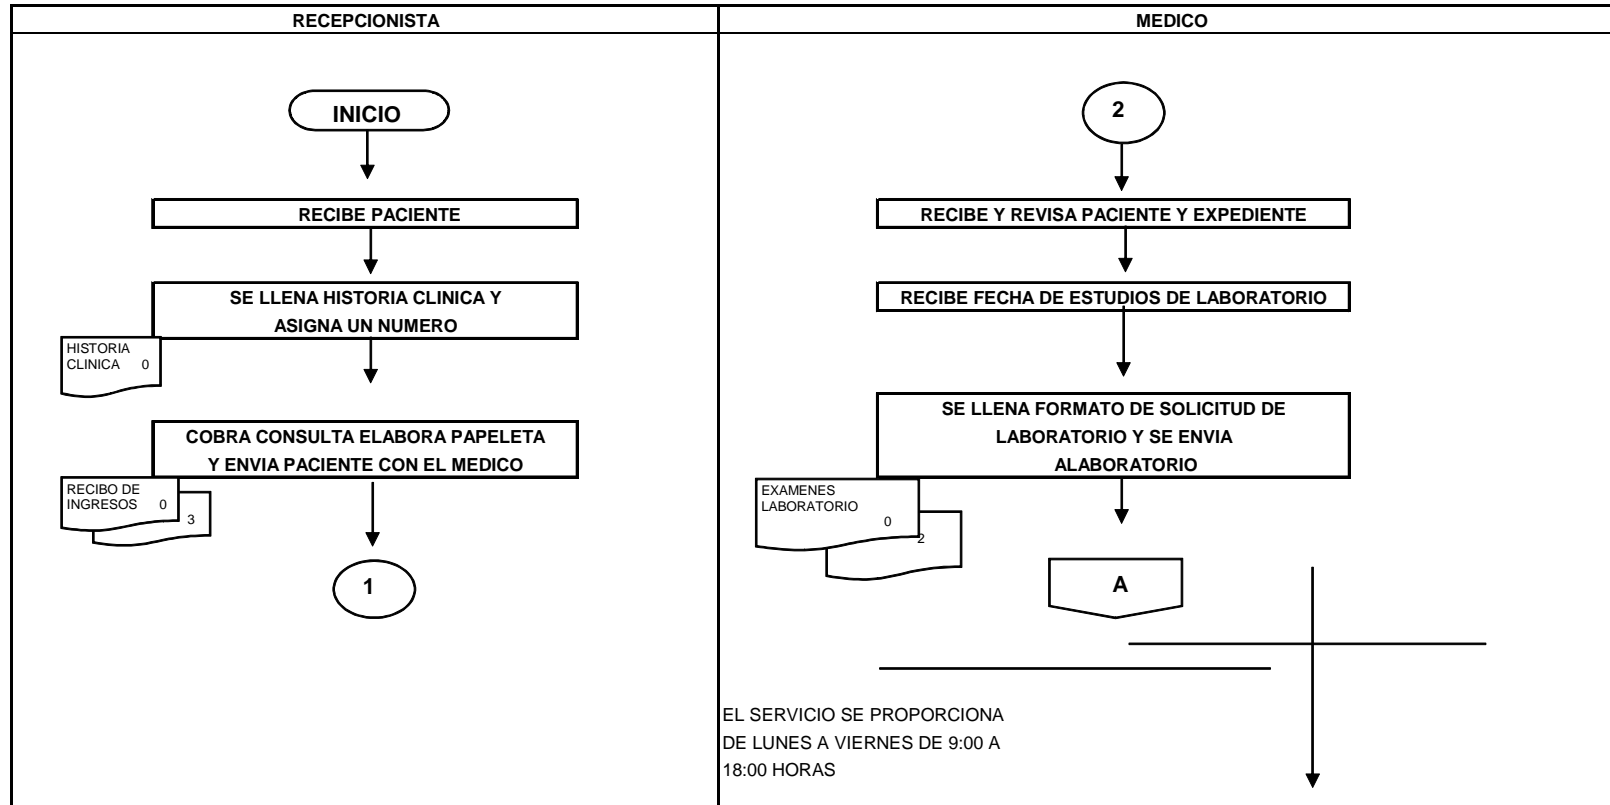 RECEPCIONISTA
MEDICO
INICIO
RECIBE PACIENTE
SE LLENA HISTORIA CLINICA Y
ASIGNA UN NUMERO
HISTORIA
CLINICA 0
COBRA CONSULTA ELABORA PAPELETA
Y ENVIA PACIENTE CON EL MEDICO
RECIBO DE
INGRESOS 0
3
1
2
RECIBE Y REVISA PACIENTE Y EXPEDIENTE
RECIBE FECHA DE ESTUDIOS DE LABORATORIO
SE LLENA FORMATO DE SOLICITUD DE
LABORATORIO Y SE ENVIA
ALABORATORIO
EXAMENES
LABORATORIO
0
2
A
EL SERVICIO SE PROPORCIONA
DE LUNES A VIERNES DE 9:00 A
18:00 HORAS